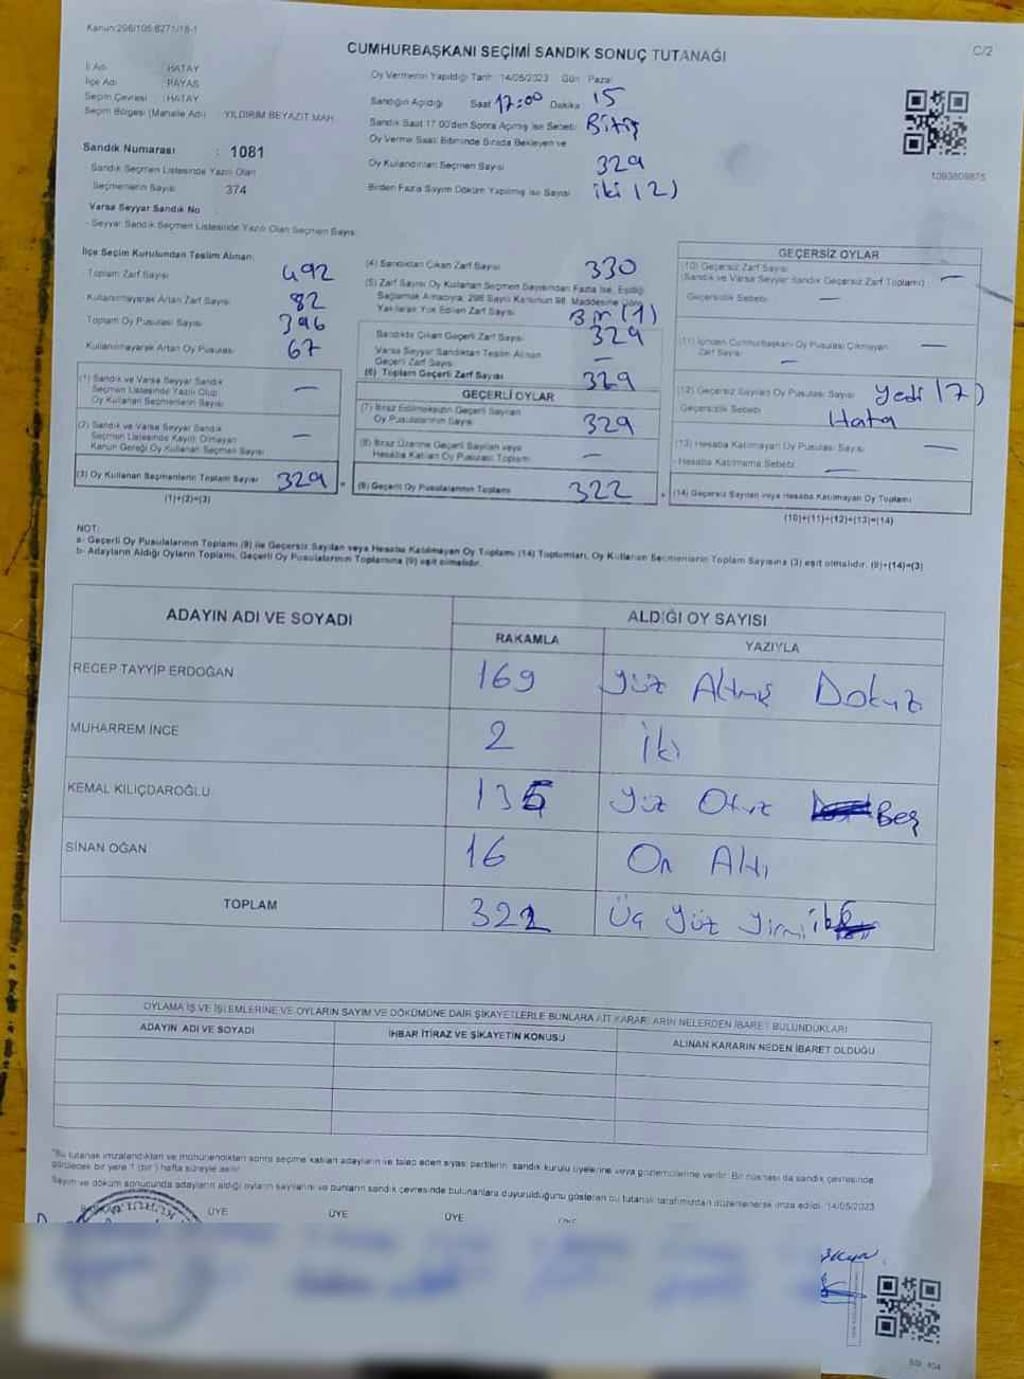 Kanun:296/105 6271/18-1
CUMHURBAŞKANI SEÇİMİ SANDIK SONUÇ TUTANAĞI
C/2
İl Adı : HATAY
İlçe Adı : PAYAS
Seçim Çevresi : HATAY
Seçim Bölgesi (Mahalle Adı) : YILDIRIM BEYAZIT MAH.
Sandık Numarası : 1081
Sandık Seçmen Listesinde Yazılı Olan
Seçmenlerin Sayısı 374
Varsa Seyyar Sandık No
- Seyyar Sandık Seçmen Listesinde Yazılı Olan Seçmen Sayısı
Oy Vermenin Yapıldığı Tarih 14/05/2023 Gün Pazar
Sandığın Açıldığı Saat 17:00 Dakika 15
Sandık Saat 17.00'den Sonra Açılmış İse Sebebi Bitiş
Oy Verme Saati Bitiminde Sırada Bekleyen ve
Oy Kullandırılan Seçmen Sayısı 329
Birden Fazla Sayım Döküm Yapılmış ise Sayısı iki (2)
1093809875
İlçe Seçim Kurulundan Teslim Alınan:
Toplam Zarf Sayısı 492
Kullanılmayarak Artan Zarf Sayısı 82
Toplam Oy Pusulası Sayısı 396
Kullanılmayarak Artan Oy Pusulası 67
(1) Sandık ve Varsa Seyyar Sandık
Seçmen Listesinde Yazılı Olup
Oy Kullanan Seçmenlerin Sayısı —
(2) Sandık ve Varsa Seyyar Sandık
Seçmen Listesinde Kayıtlı Olmayan
Kanun Gereği Oy Kullanan Seçmen Sayısı —
(3) Oy Kullanan Seçmenlerin Toplam Sayısı 329
(1)+(2)=(3)
(4) Sandıktan Çıkan Zarf Sayısı 330
(5) Zarf Sayısı Oy Kullanan Seçmen Sayısından Fazla İse, Eşitliği
Sağlamak Amacıyla, 298 Sayılı Kanunun 98. Maddesine Göre
Yakılarak Yok Edilen Zarf Sayısı Bir (1)
Sandıkta Çıkan Geçerli Zarf Sayısı 329
Varsa Seyyar Sandıktan Teslim Alınan
Geçerli Zarf Sayısı —
(6) Toplam Geçerli Zarf Sayısı 329
GEÇERLİ OYLAR
(7) İtiraz Edilmeksizin Geçerli Sayılan
Oy Pusulalarının Sayısı 329
(8) İtiraz Üzerine Geçerli Sayılan veya
Hesaba Katılan Oy Pusulası Toplamı —
(9) Geçerli Oy Pusulalarının Toplamı 322
GEÇERSİZ OYLAR
(10) Geçersiz Zarf Sayısı
(Sandık ve Varsa Seyyar Sandık Geçersiz Zarf Toplamı) —
Geçersizlik Sebebi —
(11) İçinden Cumhurbaşkanı Oy Pusulası Çıkmayan
Zarf Sayısı —
(12) Geçersiz Sayılan Oy Pusulası Sayısı yedi (7)
Geçersizlik Sebebi Hata
(13) Hesaba Katılmayan Oy Pusulası Sayısı —
Hesaba Katılmama Sebebi —
(14) Geçersiz Sayılan veya Hesaba Katılmayan Oy Toplamı
(10)+(11)+(12)+(13)=(14)
NOT:
a- Geçerli Oy Pusulalarının Toplamı (9) ile Geçersiz Sayılan veya Hesaba Katılmayan Oy Toplamı (14) Toplamları, Oy Kullanan Seçmenlerin Toplam Sayısına (3) eşit olmalıdır. (9)+(14)=(3)
b- Adayların Aldığı Oyların Toplamı, Geçerli Oy Pusulalarının Toplamına (9) eşit olmalıdır.
ADAYIN ADI VE SOYADI
ALDIĞI OY SAYISI
RAKAMLA YAZIYLA
RECEP TAYYİP ERDOĞAN 169 Yüz Altmış Dokuz
MUHARREM İNCE 2 İki
KEMAL KILIÇDAROĞLU 135 Yüz Otuz Beş
SİNAN OĞAN 16 On Altı
TOPLAM 322 Üç Yüz Yirmi iki
OYLAMA İŞ VE İŞLEMLERİNE VE OYLARIN SAYIM VE DÖKÜMÜNE DAİR ŞİKAYETLERLE BUNLARA AİT KARARLARIN NELERDEN İBARET BULUNDUKLARI
ADAYIN ADI VE SOYADI İHBAR İTİRAZ VE ŞİKAYETİN KONUSU ALINAN KARARIN NEDEN İBARET OLDUĞU
"Bu tutanak imzalandıktan ve mühürlendikten sonra seçime katılan adayların ve talep eden siyasi partilerin sandık kurulu üyelerine veya gözlemcilerine verilir. Bir nüshası da sandık çevresinde
görülecek bir yere 1 (bir) hafta süreyle asılır.
Sayım ve döküm sonucunda adayların aldığı oyların sayılarını ve bunların sandık çevresinde bulunanlara duyurulduğunu gösteren bu tutanak tarafımızdan düzenlenerek imza edildi. 14/05/2023
ÜYE ÜYE ÜYE